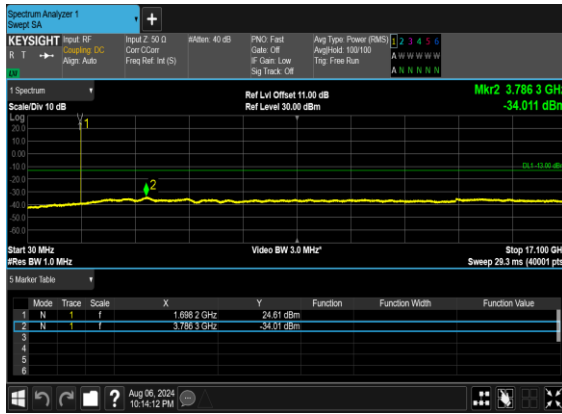 Spectrum Analyzer 1
Swept SA
KEYSIGHT Input: RF Input Z: 50 Ω #Atten: 40 dB PNO: Fast Avg Type: Power (RMS) 1 2 3 4 5 6
R T Coupling: DC Corr CCorr Gate: Off Avg|Hold: 100/100 A W W W W W
Align: Auto Freq Ref: Int (S) IF Gain: Low Trig: Free Run
Sig Track: Off A N N N N N
1 Spectrum Ref Lvl Offset 11.00 dB Mkr2 3.786 3 GHz
Scale/Div 10 dB Ref Level 30.00 dBm -34.011 dBm
Log
20.0
10.0
0.00
-10.0
-20.0
-30.0
-40.0
-50.0
-60.0
1
2
DL1 -13.00 dBm
Start 30 MHz Video BW 3.0 MHz* Stop 17.100 GHz
#Res BW 1.0 MHz Sweep 29.3 ms (40001 pts)
5 Marker Table
Mode Trace Scale X Y Function Function Width Function Value
1 N 1 f 1.698 2 GHz 24.61 dBm
2 N 1 f 3.786 3 GHz -34.01 dBm
3
4
5
6
? Aug 06, 2024
10:14:12 PM